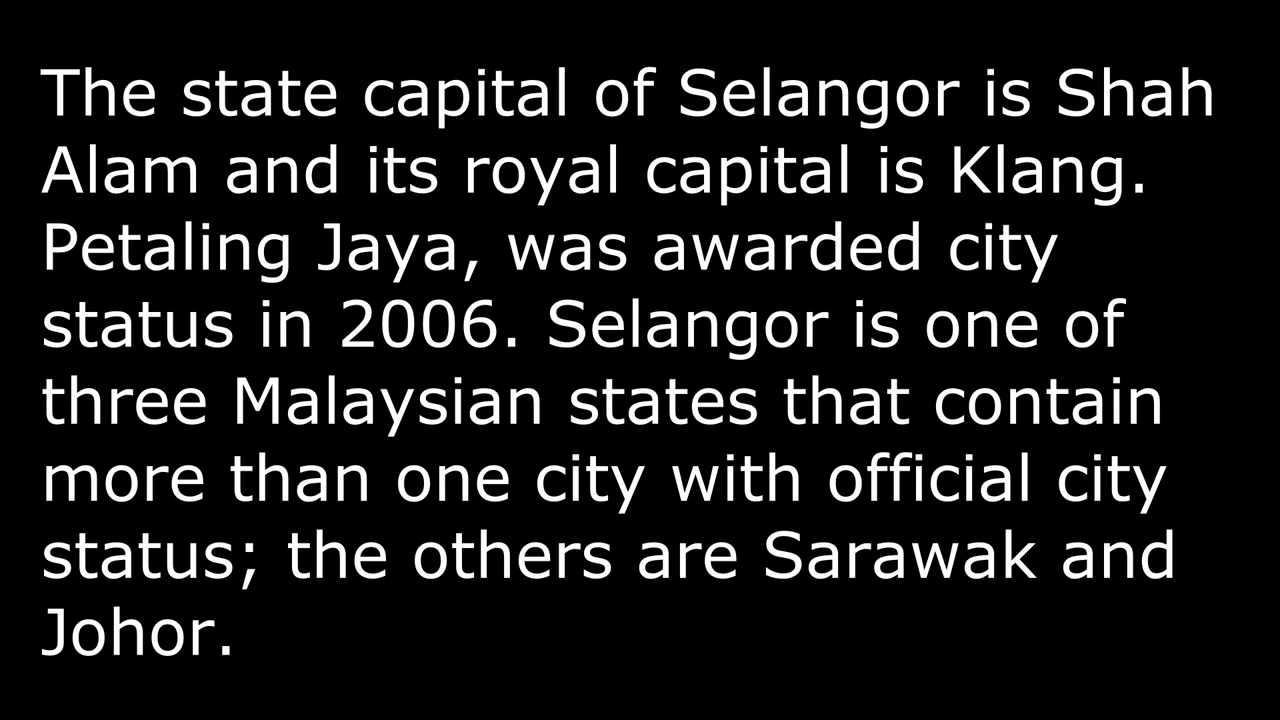 The state capital of Selangor is Shah
Alam and its royal capital is Klang.
Petaling Jaya, was awarded city
status in 2006. Selangor is one of
three Malaysian states that contain
more than one city with official city
status; the others are Sarawak and
Johor.